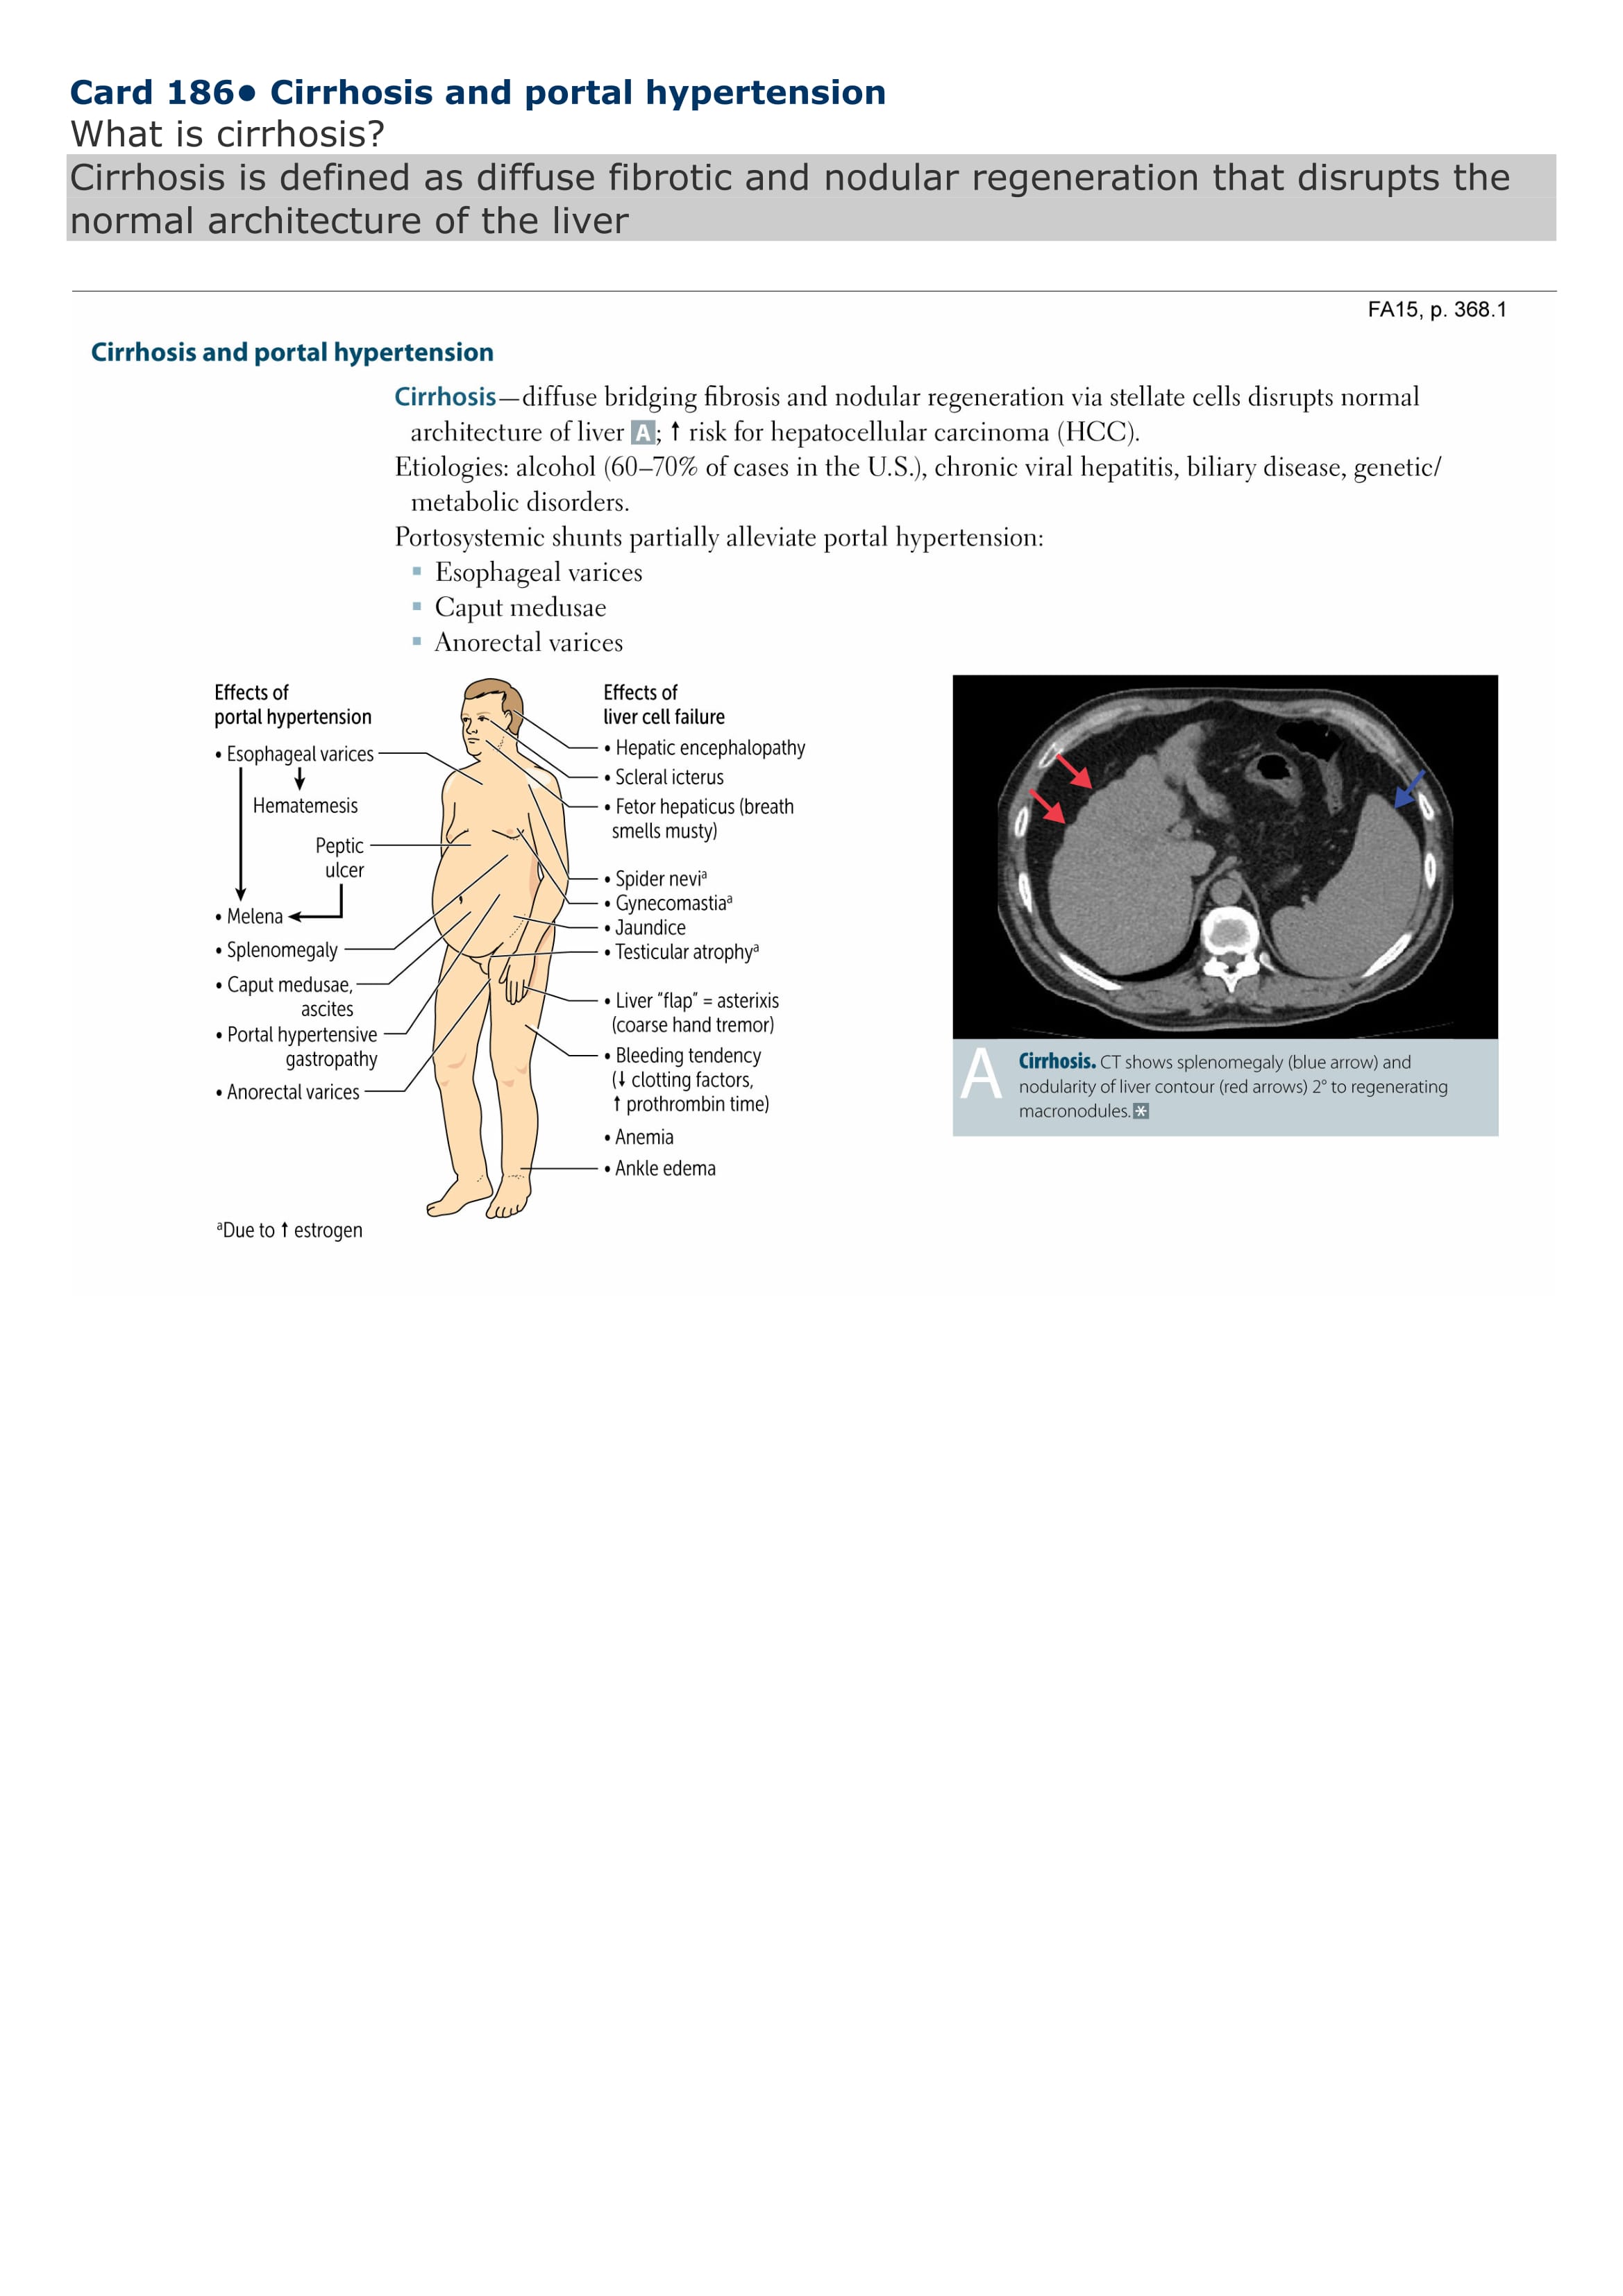 Card 186● Cirrhosis and portal hypertension
What is cirrhosis?
Cirrhosis is defined as diffuse fibrotic and nodular regeneration that disrupts the
normal architecture of the liver
FA15, p. 368.1
Cirrhosis and portal hypertension
Cirrhosis—diffuse bridging fibrosis and nodular regeneration via stellate cells disrupts normal
architecture of liver A; ↑ risk for hepatocellular carcinoma (HCC).
Etiologies: alcohol (60–70% of cases in the U.S.), chronic viral hepatitis, biliary disease, genetic/
metabolic disorders.
Portosystemic shunts partially alleviate portal hypertension:
▪ Esophageal varices
▪ Caput medusae
▪ Anorectal varices
Effects of
portal hypertension
• Esophageal varices
Hematemesis
Peptic
ulcer
• Melena
• Splenomegaly
• Caput medusae,
ascites
• Portal hypertensive
gastropathy
• Anorectal varices
ᵃDue to ↑ estrogen
Effects of
liver cell failure
• Hepatic encephalopathy
• Scleral icterus
• Fetor hepaticus (breath
smells musty)
• Spider neviᵃ
• Gynecomastiaᵃ
• Jaundice
• Testicular atrophyᵃ
• Liver "flap" = asterixis
(coarse hand tremor)
• Bleeding tendency
(↓ clotting factors,
↑ prothrombin time)
• Anemia
• Ankle edema
A
Cirrhosis. CT shows splenomegaly (blue arrow) and
nodularity of liver contour (red arrows) 2° to regenerating
macronodules.*